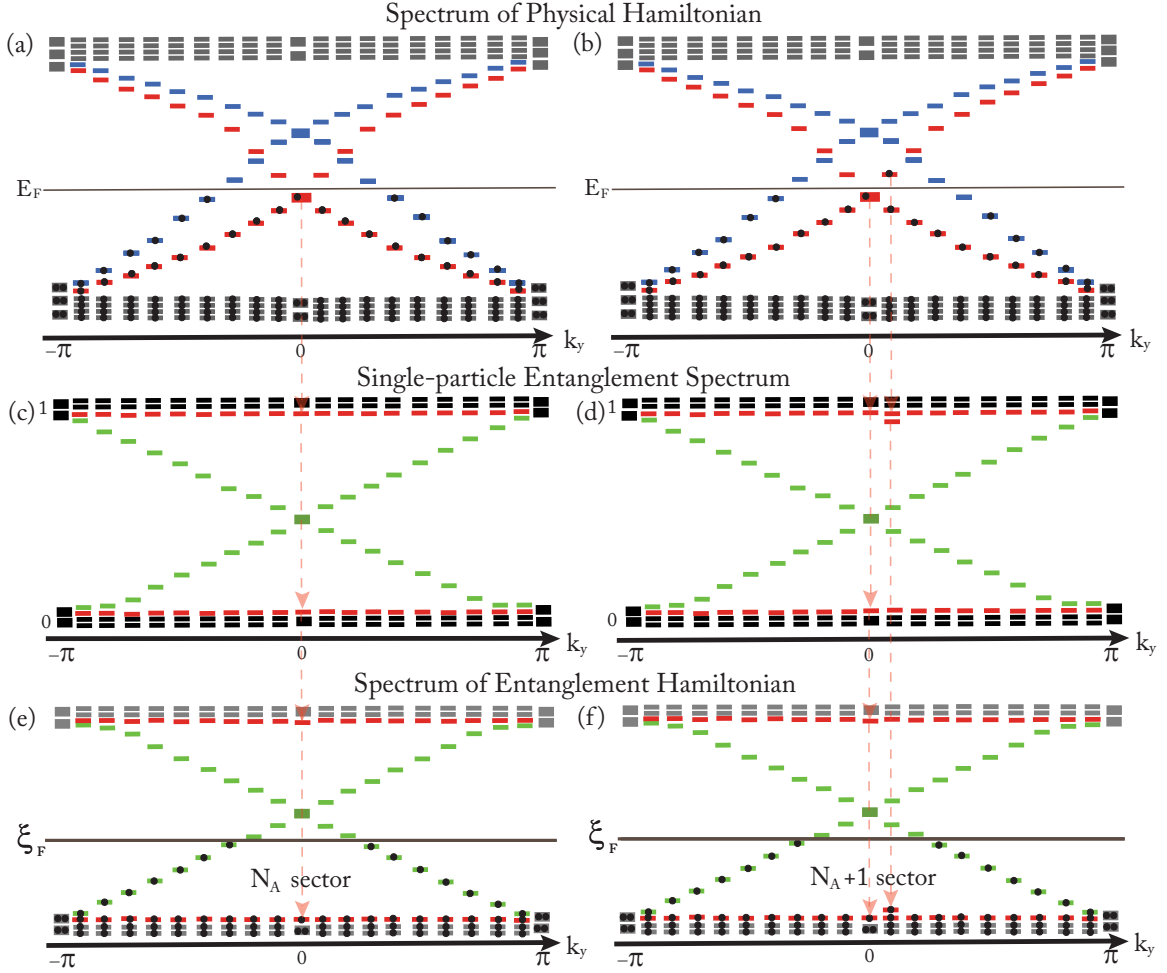 Spectrum of Physical Hamiltonian
(a) (b)
E_F E_F
−π 0 π k_y −π 0 π k_y
Single-particle Entanglement Spectrum
(c) 1 (d) 1
0 0
−π 0 π k_y −π 0 π k_y
Spectrum of Entanglement Hamiltonian
(e) (f)
ξ_F ξ_F
N_A sector N_A+1 sector
−π 0 π k_y −π 0 π k_y